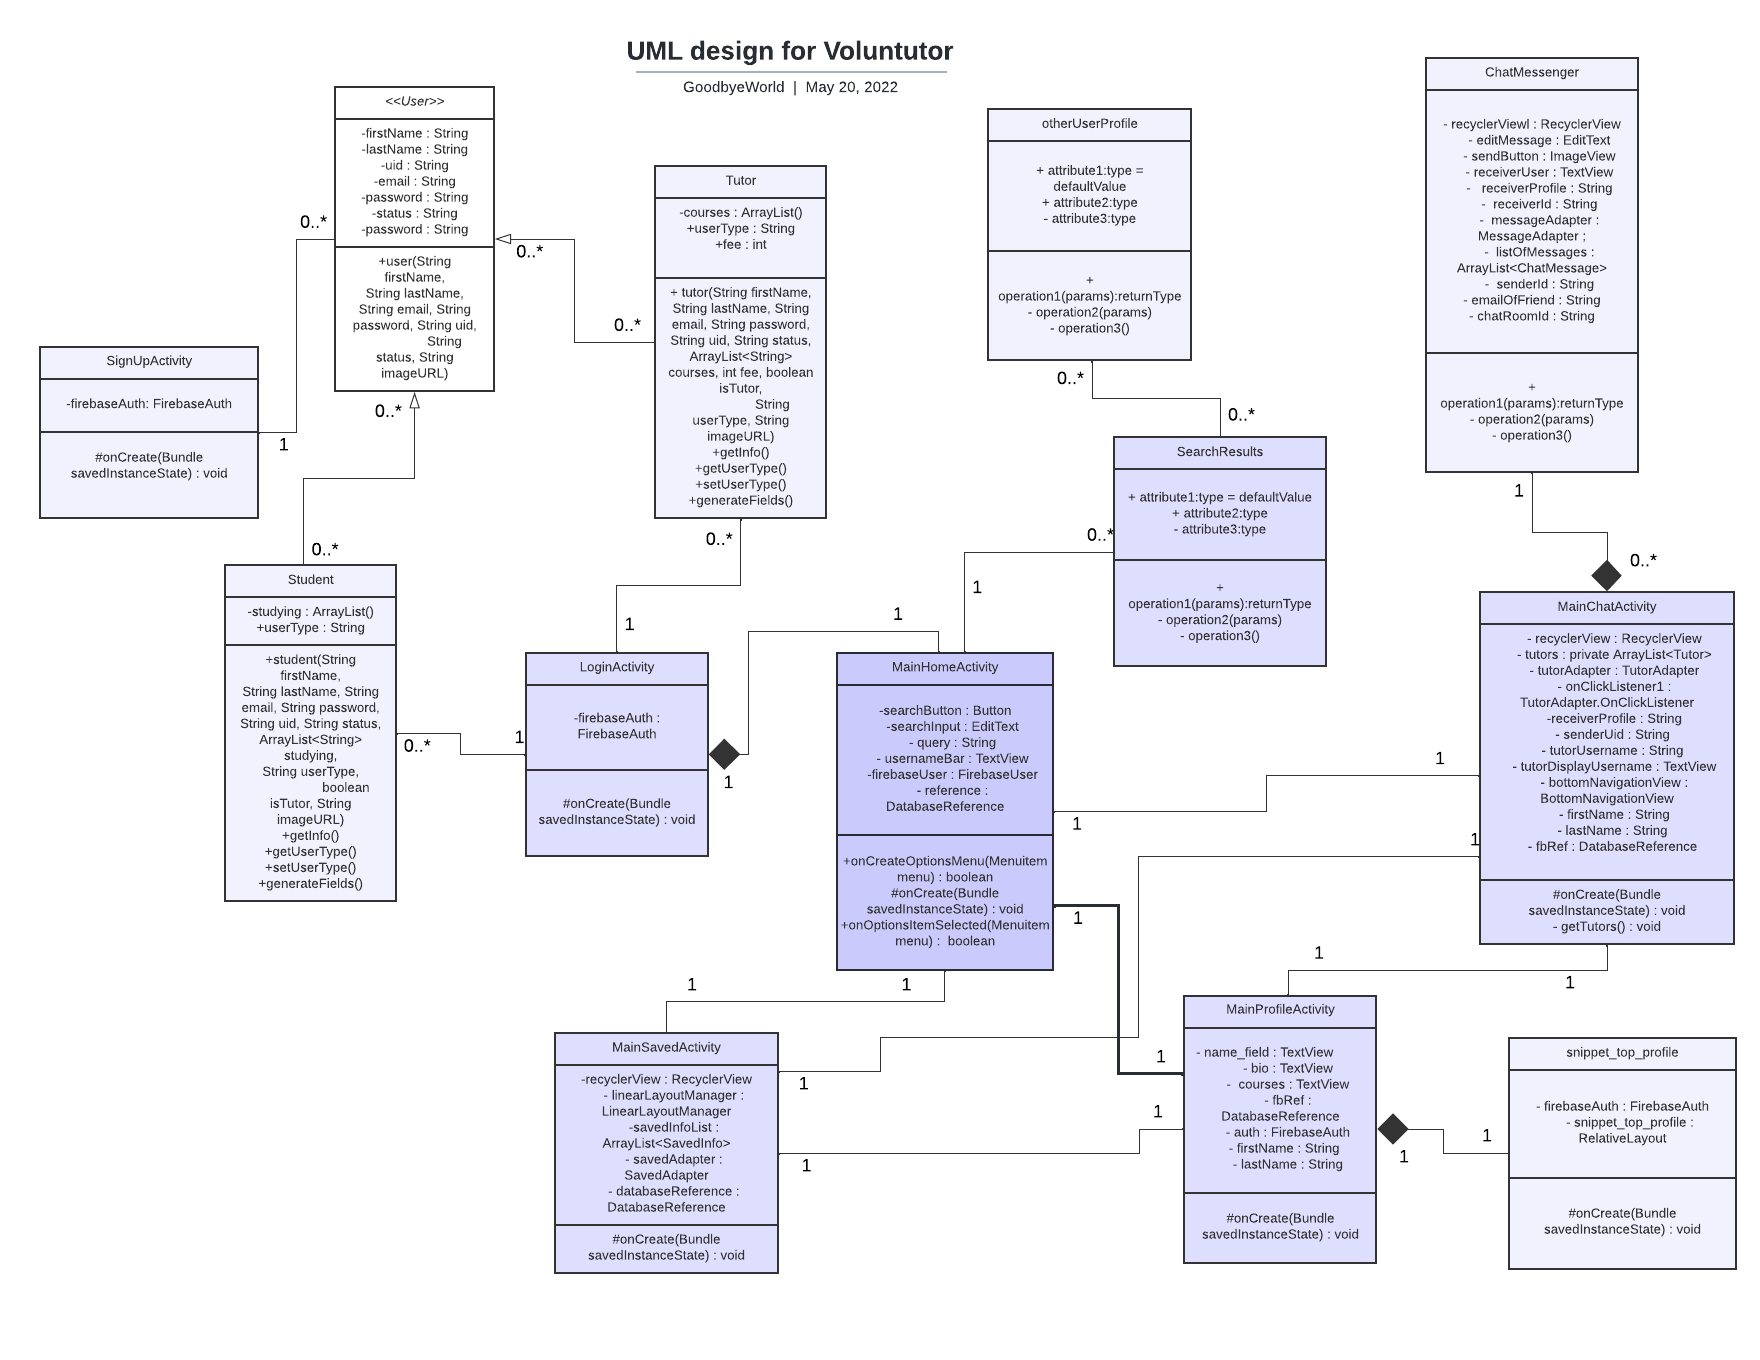 UML design for Voluntutor
GoodbyeWorld | May 20, 2022
<<User>>
-firstName : String
-lastName : String
-uid : String
-email : String
-password : String
-status : String
-password : String
+user(String
firstName,
String lastName,
String email, String
password, String uid,
String
status, String
imageURL)
0..*
0..*
0..*
SignUpActivity
-firebaseAuth: FirebaseAuth
#onCreate(Bundle
savedInstanceState) : void
1
Tutor
-courses : ArrayList()
+userType : String
+fee : int
+ tutor(String firstName,
String lastName, String
email, String password,
String uid, String status,
ArrayList<String>
courses, int fee, boolean
isTutor,
String
userType, String
imageURL)
+getInfo()
+getUserType()
+setUserType()
+generateFields()
0..*
0..*
otherUserProfile
+ attribute1:type =
defaultValue
+ attribute2:type
- attribute3:type
+
operation1(params):returnType
- operation2(params)
- operation3()
0..*
0..*
ChatMessenger
- recyclerViewl : RecyclerView
- editMessage : EditText
- sendButton : ImageView
- receiverUser : TextView
- receiverProfile : String
- receiverId : String
- messageAdapter :
MessageAdapter ;
- listOfMessages :
ArrayList<ChatMessage>
- senderId : String
- emailOfFriend : String
- chatRoomId : String
+
operation1(params):returnType
- operation2(params)
- operation3()
1
0..*
SearchResults
+ attribute1:type = defaultValue
+ attribute2:type
- attribute3:type
+
operation1(params):returnType
- operation2(params)
- operation3()
0..*
1
Student
-studying : ArrayList()
+userType : String
+student(String
firstName,
String lastName, String
email, String password,
String uid, String status,
ArrayList<String>
studying,
String userType,
boolean
isTutor, String
imageURL)
+getInfo()
+getUserType()
+setUserType()
+generateFields()
0..*
0..*
LoginActivity
-firebaseAuth :
FirebaseAuth
#onCreate(Bundle
savedInstanceState) : void
1
1
1
1
MainHomeActivity
-searchButton : Button
-searchInput : EditText
- query : String
- usernameBar : TextView
-firebaseUser : FirebaseUser
- reference :
DatabaseReference
+onCreateOptionsMenu(Menuitem
menu) : boolean
#onCreate(Bundle
savedInstanceState) : void
+onOptionsItemSelected(Menuitem
menu) : boolean
1
1
1
1
MainChatActivity
- recyclerView : RecyclerView
- tutors : private ArrayList<Tutor>
- tutorAdapter : TutorAdapter
- onClickListener1 :
TutorAdapter.OnClickListener
-receiverProfile : String
- senderUid : String
- tutorUsername : String
- tutorDisplayUsername : TextView
- bottomNavigationView :
BottomNavigationView
- firstName : String
- lastName : String
- fbRef : DatabaseReference
#onCreate(Bundle
savedInstanceState) : void
- getTutors() : void
1
1
1
1
MainSavedActivity
-recyclerView : RecyclerView
- linearLayoutManager :
LinearLayoutManager
-savedInfoList :
ArrayList<SavedInfo>
- savedAdapter :
SavedAdapter
- databaseReference :
DatabaseReference
#onCreate(Bundle
savedInstanceState) : void
1
1
MainProfileActivity
- name_field : TextView
- bio : TextView
- courses : TextView
- fbRef :
DatabaseReference
- auth : FirebaseAuth
- firstName : String
- lastName : String
#onCreate(Bundle
savedInstanceState) : void
1
1
1
1
snippet_top_profile
- firebaseAuth : FirebaseAuth
- snippet_top_profile :
RelativeLayout
#onCreate(Bundle
savedInstanceState) : void